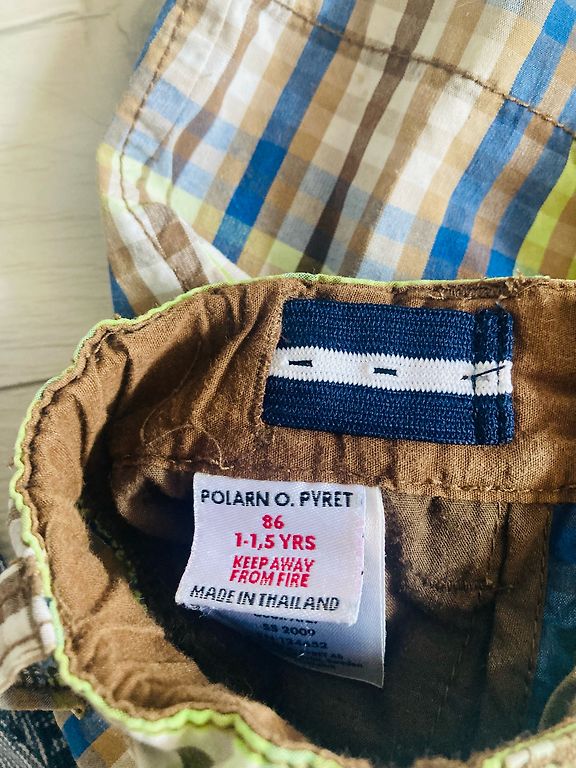 POLARN O. PYRET
86
1-1,5 YRS
KEEP AWAY
FROM FIRE
MADE IN THAILAND
SS 2009